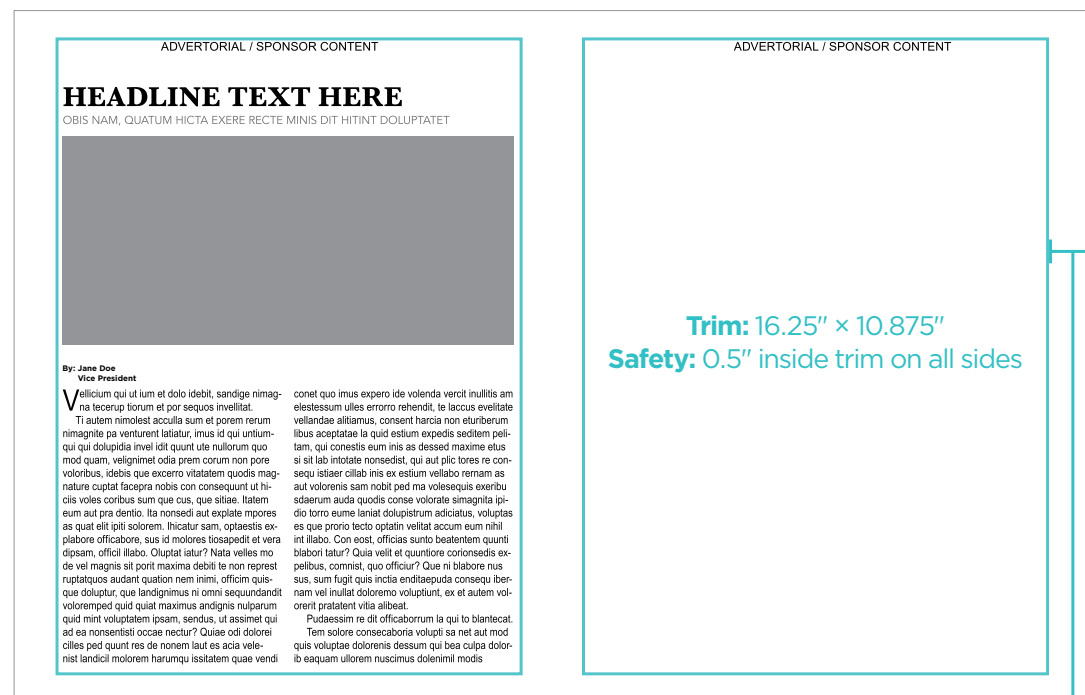 ADVERTORIAL / SPONSOR CONTENT
HEADLINE TEXT HERE
OBIS NAM, QUATUM HICTA EXERE RECTE MINIS DIT HITINT DOLUPTATET
By: Jane Doe
Vice President
Vellicium qui ut ium et dolo idebit, sandige nimag-
na tecerup tiorum et por sequos invellitat.
Ti autem nimolest acculla sum et porem rerum
nimagnite pa venturent latiatur, imus id qui untium-
qui qui dolupidia invel idit quunt ute nullorum quo
mod quam, velignimet odia prem corum non pore
voloribus, idebis que excerro vitatatem quodis mag-
nature cuptat facepra nobis con consequunt ut hi-
ciis voles coribus sum que cus, que sitiae. Itatem
eum aut pra dentio. Ita nonsedi aut explate mpores
as quat elit ipiti solorem. Ihicatur sam, optaestis ex-
plabore officabore, sus id molores tiosapedit et vera
dipsam, officil illabo. Oluptat iatur? Nata velles mo
de vel magnis sit porit maxima debiti te non represt
ruptatquos audant quation nem inimi, officim quis-
que doluptur, que landignimus ni omni sequundandit
voloremped quid quiat maximus andignis nulparum
quid mint voluptatem ipsam, sendus, ut assimet qui
ad ea nonsentisti occae nectur? Quiae odi dolorei
cilles ped quunt res de nonem laut es acia vele-
nist landicil molorem harumqu issitatem quae vendi
conet quo imus expero ide volenda vercit inullitis am
elestessum ulles errorro rehendit, te laccus evelitate
vellandae alitiamus, consent harcia non eturiberum
libus aceptatae la quid estium expedis seditem peli-
tam, qui conestis eum inis as dessed maxime etus
si sit lab intotate nonsedist, qui aut plic tores re con-
sequ istiaer cillab inis ex estium vellabo rernam as
aut volorenis sam nobit ped ma volesequis exeribu
sdaerum auda quodis conse volorate simagnita ipi-
dio torro eume laniat dolupistrum adiciatus, voluptas
es que prorio tecto optatin velitat accum eum nihil
int illabo. Con eost, officias sunto beatentem quunti
blabori tatur? Quia velit et quuntiore corionsedis ex-
pelibus, comnist, quo officiur? Que ni blabore nus
sus, sum fugit quis inctia enditaepuda consequ iber-
nam vel inullat doloremo voluptiunt, ex et autem vol-
orerit pratatent vitia alibeat.
Pudaessim re dit officaborrum la qui to blantecat.
Tem solore consecaboria volupti sa net aut mod
quis voluptae dolorenis dessum qui bea culpa dolor-
ib eaquam ullorem nuscimus dolenimil modis
ADVERTORIAL / SPONSOR CONTENT
Trim: 16.25" × 10.875"
Safety: 0.5" inside trim on all sides